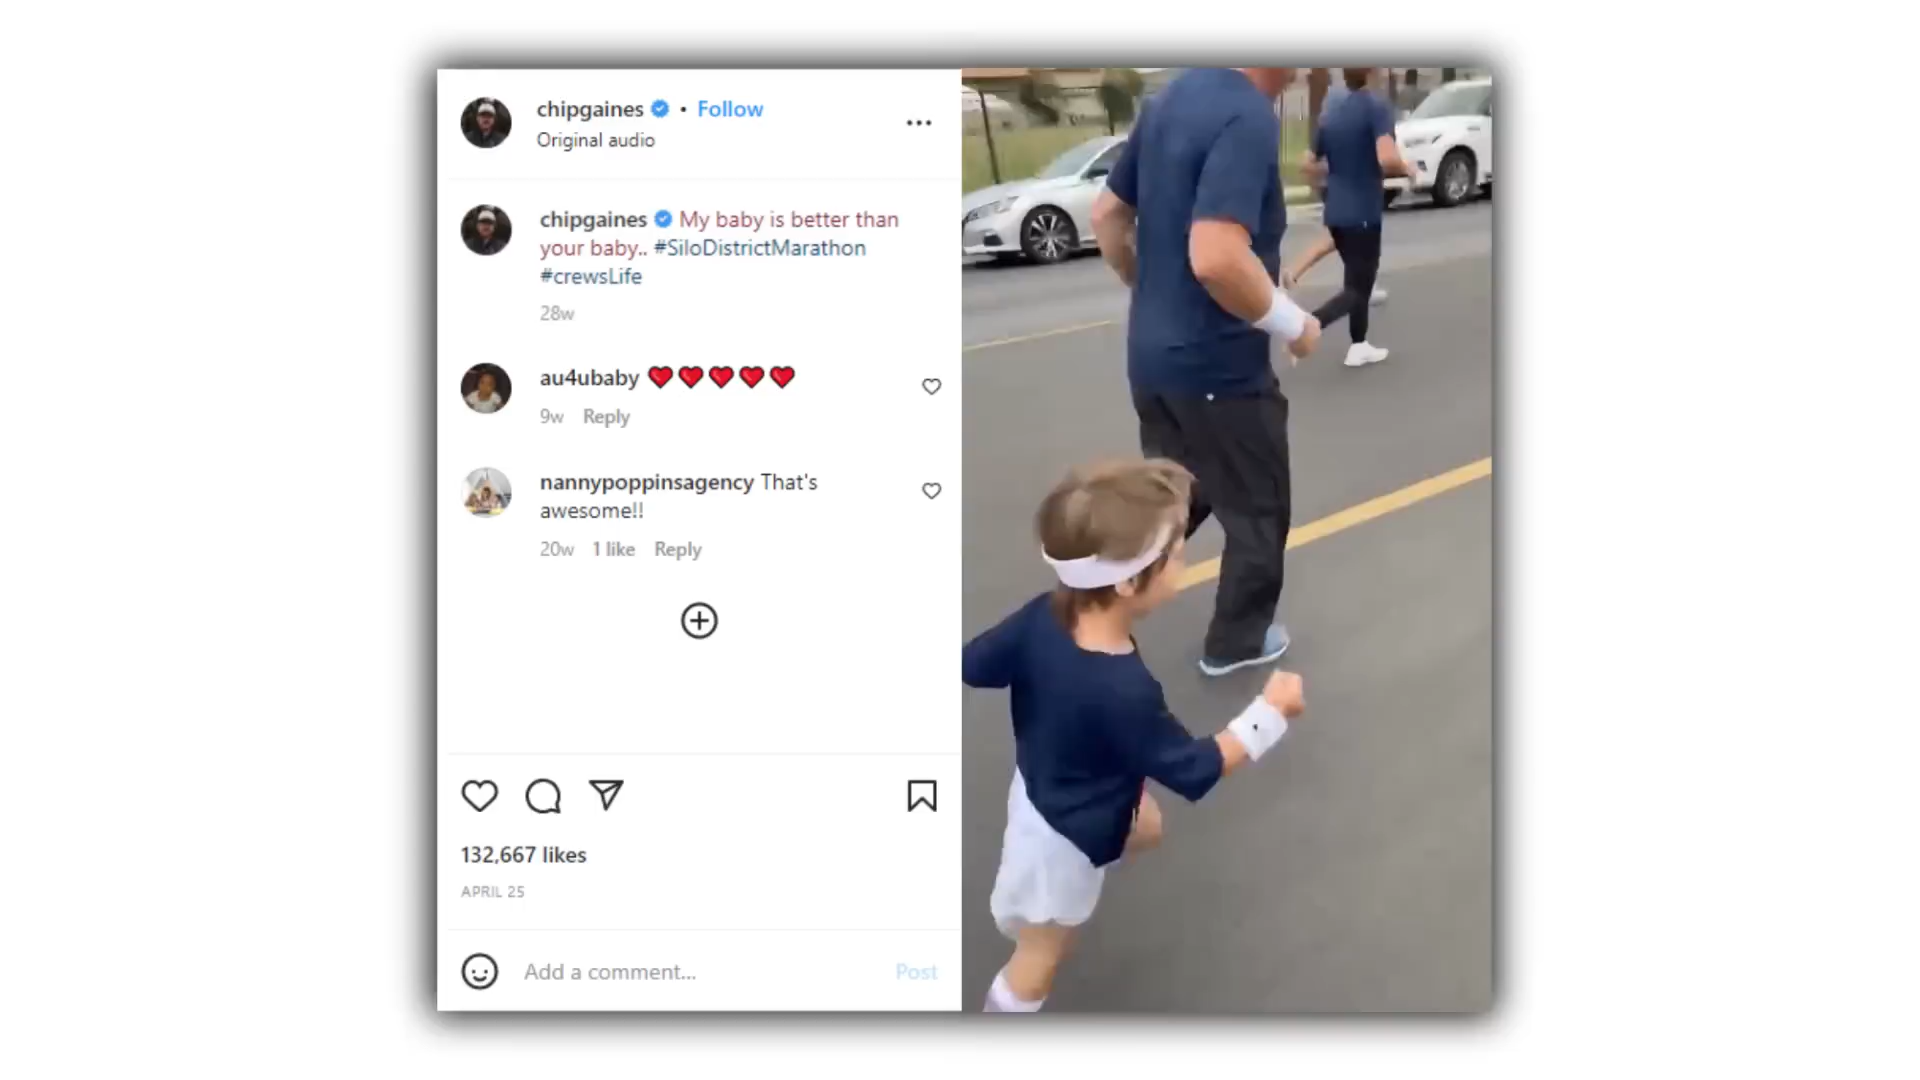 chipgaines • Follow
Original audio
chipgaines My baby is better than
your baby.. #SiloDistrictMarathon
#crewsLife
28w
au4ubaby ❤❤❤❤❤
9w Reply
nannypoppinsagency That's
awesome!!
20w 1 like Reply
132,667 likes
APRIL 25
Add a comment... Post